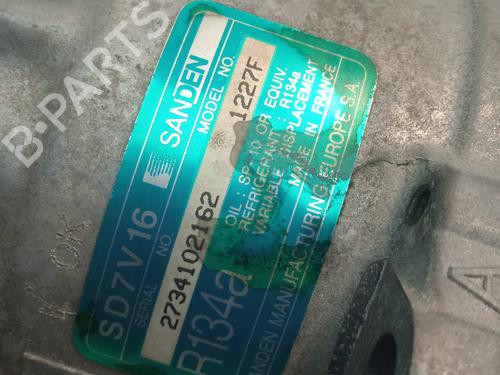 B-PARTS
SANDEN
SD7V16
MODEL NO.
1227F
SERIAL NO.
2734102162
OIL : SP-10 OR EQUIV.
REFRIGERANT : R134a
VARIABLE DISPLACEMENT
MADE IN FRANCE
R134a
SANDEN MANUFACTURING EUROPE S.A.
OK
A